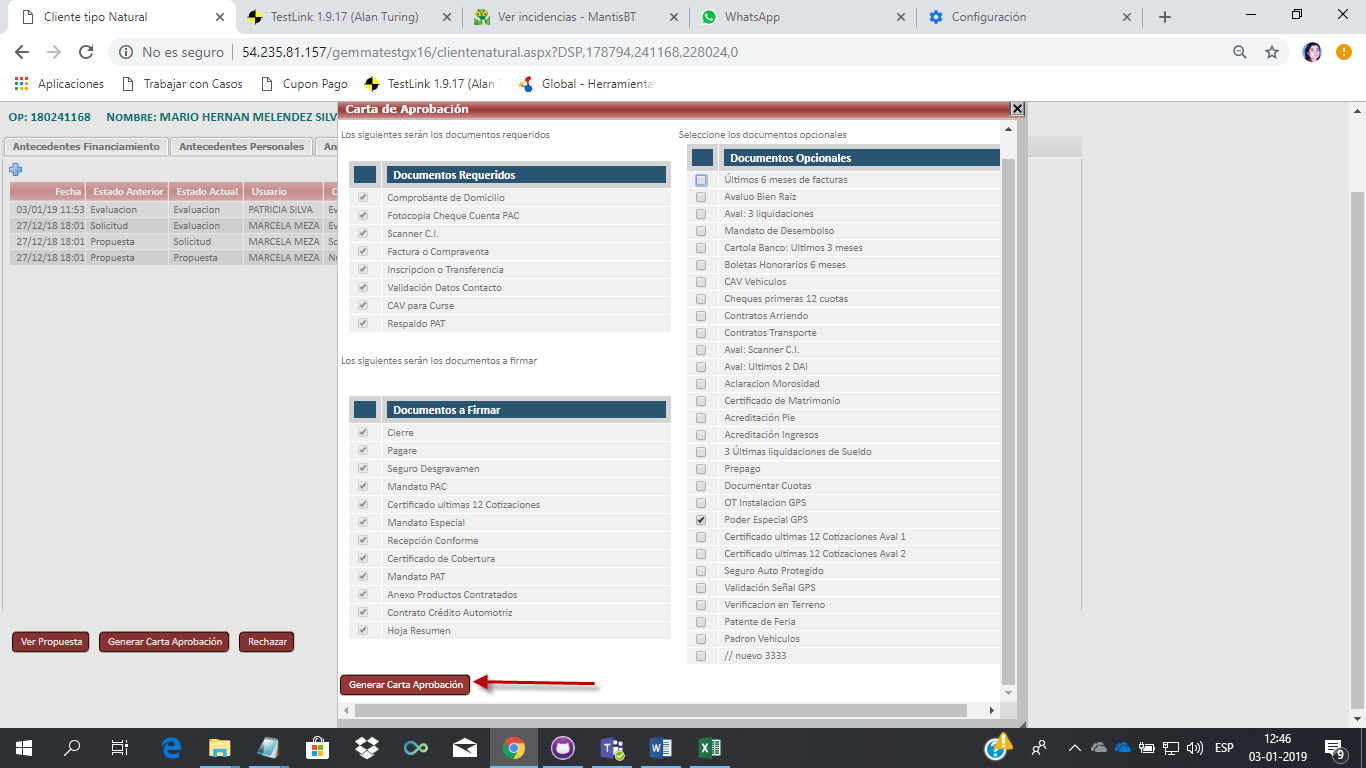 Cliente tipo Natural
TestLink 1.9.17 (Alan Turing)
Ver incidencias - MantisBT
WhatsApp
Configuración
No es seguro | 54.235.81.157/gemmatestgx16/clientenatural.aspx?DSP,178794,241168,228024,0
Aplicaciones
Trabajar con Casos
Cupon Pago
TestLink 1.9.17 (Alan
Global - Herramienta
OP: 180241168 NOMBRE: MARIO HERNAN MELENDEZ SILV
Antecedentes Financiamiento
Antecedentes Personales
An
Fecha Estado Anterior Estado Actual Usuario
03/01/19 11:53 Evaluacion Evaluacion PATRICIA SILVA Ev
27/12/18 18:01 Solicitud Evaluacion MARCELA MEZA Ev
27/12/18 18:01 Propuesta Solicitud MARCELA MEZA So
27/12/18 18:01 Propuesta Propuesta MARCELA MEZA
Ver Propuesta
Generar Carta Aprobación
Rechazar
Carta de Aprobación
Los siguientes serán los documentos requeridos
Documentos Requeridos
Comprobante de Domicilio
Fotocopia Cheque Cuenta PAC
Scanner C.I.
Factura o Compraventa
Inscripcion o Transferencia
Validación Datos Contacto
CAV para Curse
Respaldo PAT
Los siguientes serán los documentos a firmar
Documentos a Firmar
Cierre
Pagare
Seguro Desgravamen
Mandato PAC
Certificado ultimas 12 Cotizaciones
Mandato Especial
Recepción Conforme
Certificado de Cobertura
Mandato PAT
Anexo Productos Contratados
Contrato Crédito Automotriz
Hoja Resumen
Generar Carta Aprobación
Seleccione los documentos opcionales
Documentos Opcionales
Últimos 6 meses de facturas
Avaluo Bien Raiz
Aval: 3 liquidaciones
Mandato de Desembolso
Cartola Banco: Ultimos 3 meses
Boletas Honorarios 6 meses
CAV Vehiculos
Cheques primeras 12 cuotas
Contratos Arriendo
Contratos Transporte
Aval: Scanner C.I.
Aval: Ultimos 2 DAI
Aclaracion Morosidad
Certificado de Matrimonio
Acreditación Pie
Acreditación Ingresos
3 Últimas liquidaciones de Sueldo
Prepago
Documentar Cuotas
OT Instalacion GPS
Poder Especial GPS
Certificado ultimas 12 Cotizaciones Aval 1
Certificado ultimas 12 Cotizaciones Aval 2
Seguro Auto Protegido
Validación Señal GPS
Verificacion en Terreno
Patente de Feria
Padron Vehiculos
// nuevo 3333
ESP
12:46
03-01-2019
9